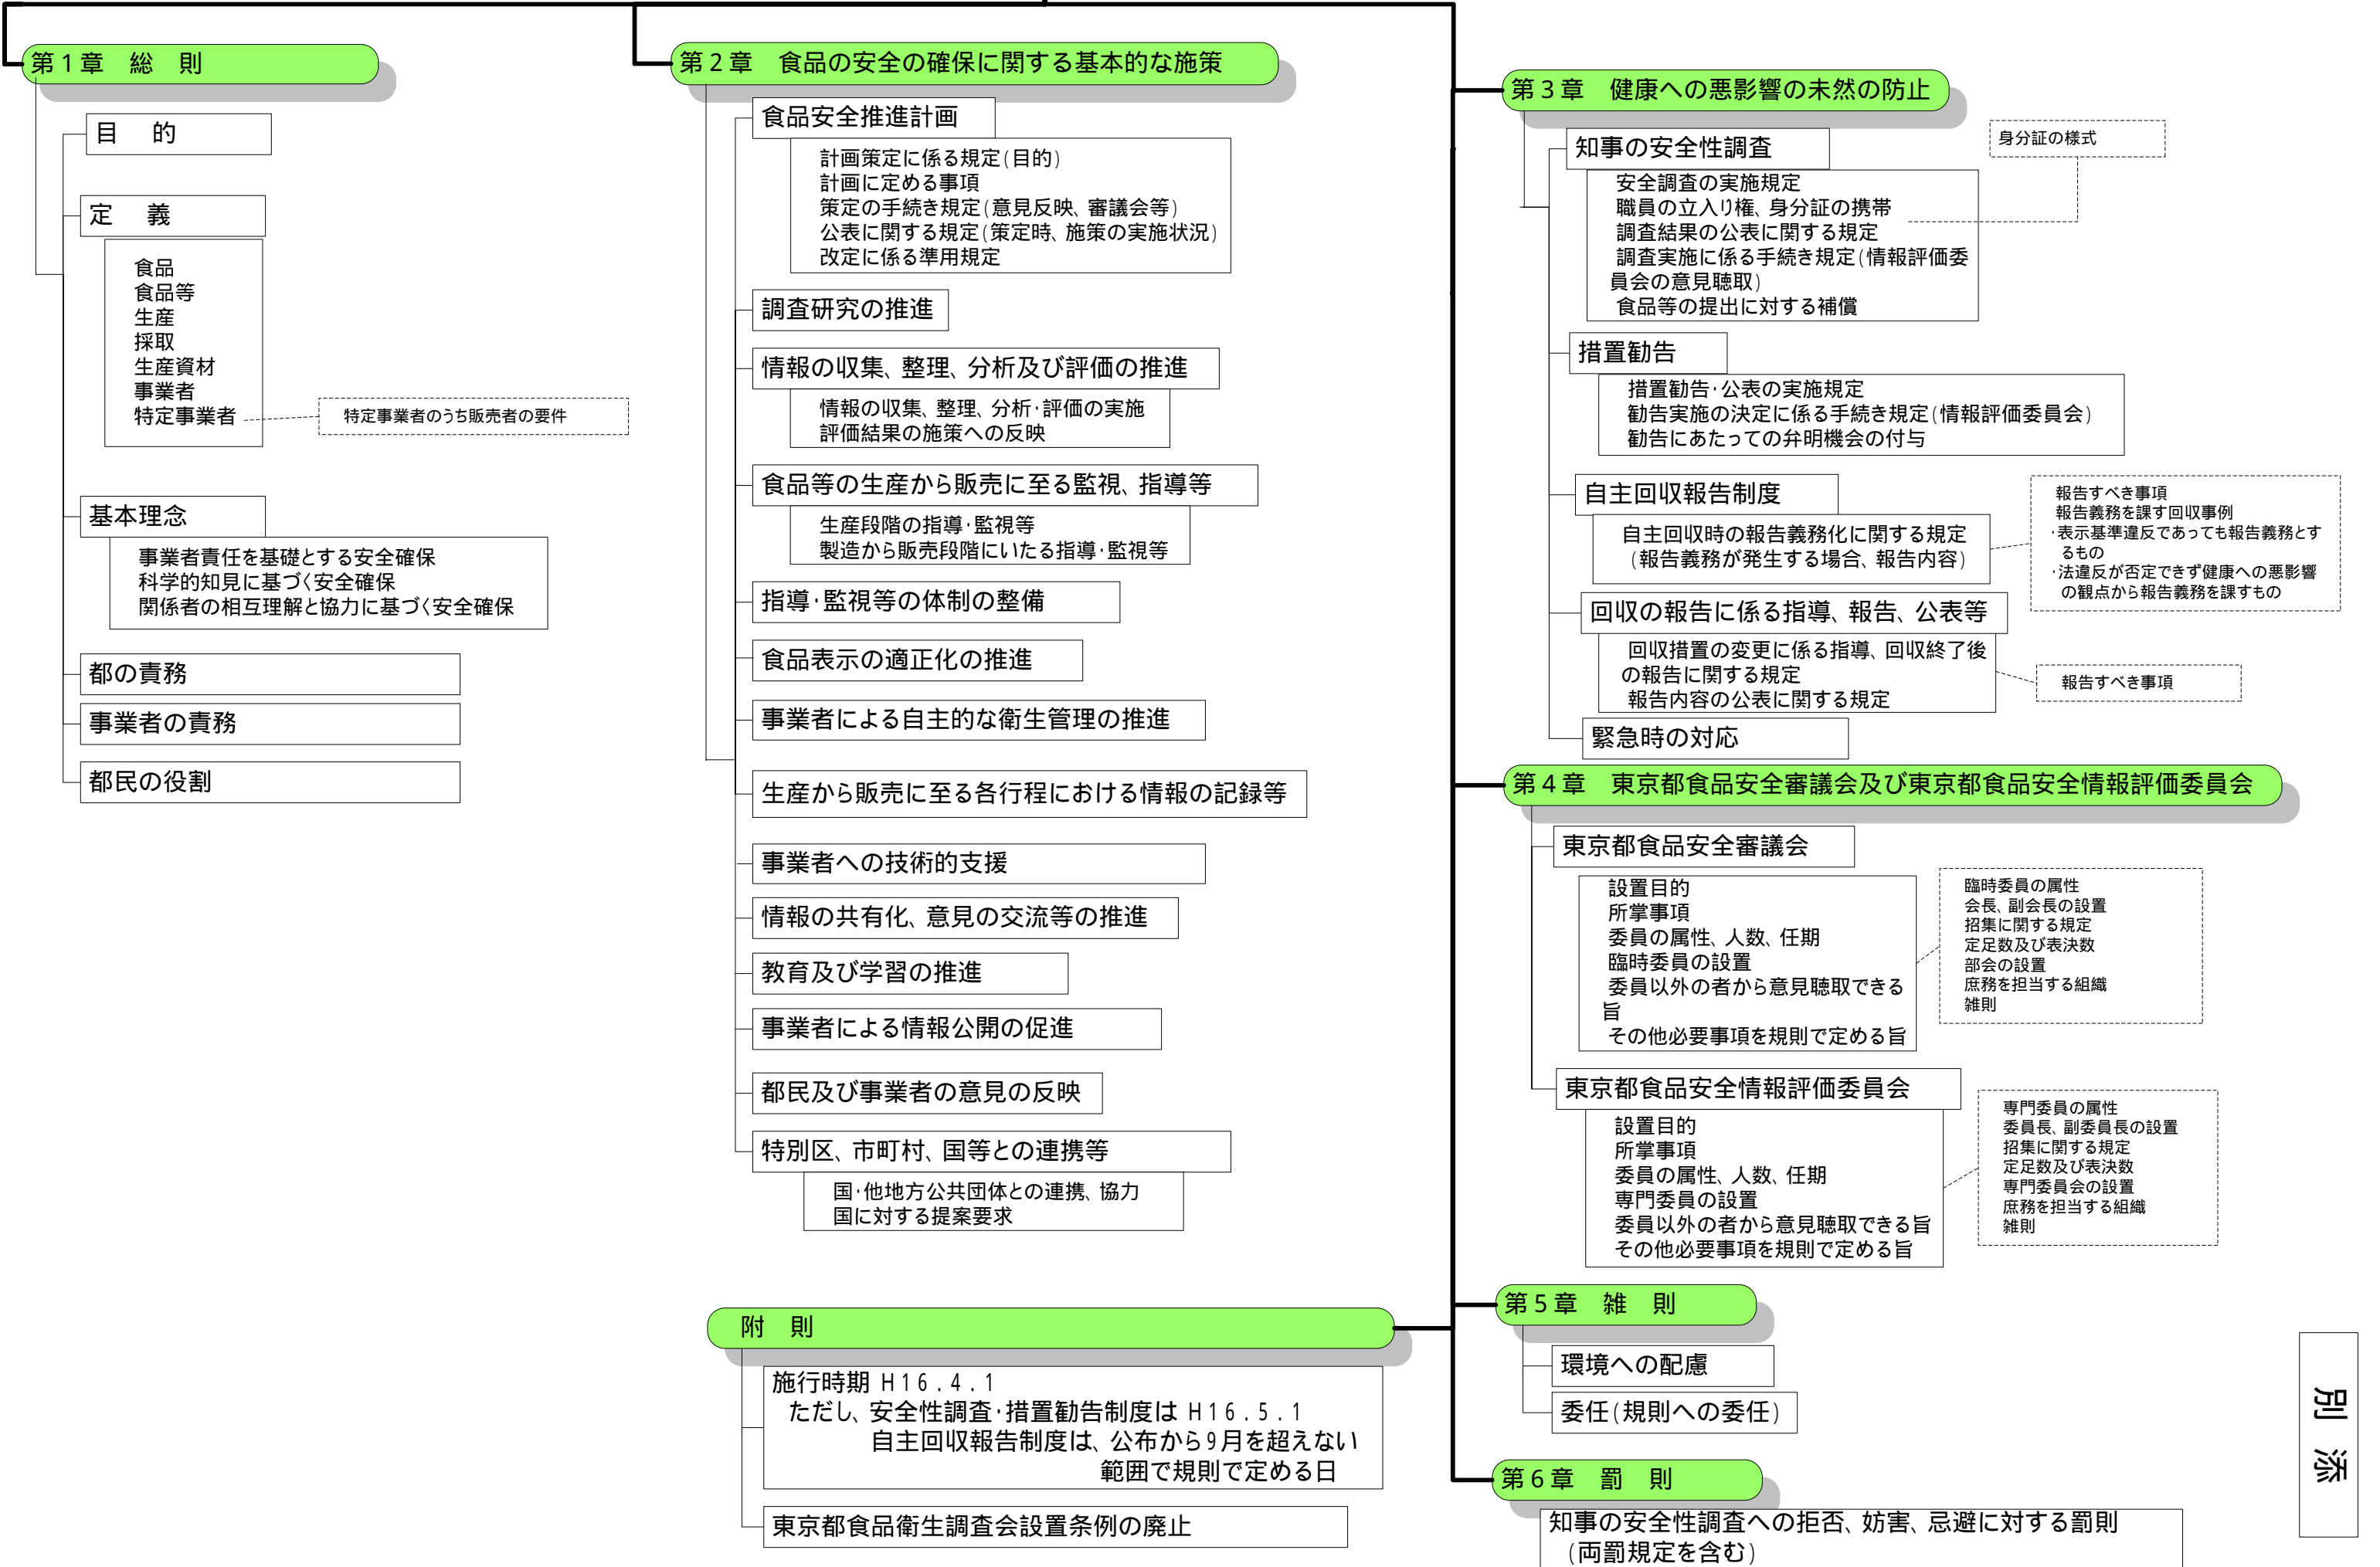 第1章　総　則
目　的
定　義
食品
食品等
生産
採取
生産資材
事業者
特定事業者
特定事業者のうち販売者の要件
基本理念
事業者責任を基礎とする安全確保
科学的知見に基づく安全確保
関係者の相互理解と協力に基づく安全確保
都の責務
事業者の責務
都民の役割
第2章　食品の安全の確保に関する基本的な施策
食品安全推進計画
計画策定に係る規定(目的)
計画に定める事項
策定の手続き規定(意見反映、審議会等)
公表に関する規定(策定時、施策の実施状況)
改定に係る準用規定
調査研究の推進
情報の収集、整理、分析及び評価の推進
情報の収集、整理、分析・評価の実施
評価結果の施策への反映
食品等の生産から販売に至る監視、指導等
生産段階の指導・監視等
製造から販売段階にいたる指導・監視等
指導・監視等の体制の整備
食品表示の適正化の推進
事業者による自主的な衛生管理の推進
生産から販売に至る各行程における情報の記録等
事業者への技術的支援
情報の共有化、意見の交流等の推進
教育及び学習の推進
事業者による情報公開の促進
都民及び事業者の意見の反映
特別区、市町村、国等との連携等
国・他地方公共団体との連携、協力
国に対する提案要求
附　則
施行時期 H16.4.1
ただし、安全性調査・措置勧告制度は H16.5.1
自主回収報告制度は、公布から9月を超えない
範囲で規則で定める日
東京都食品衛生調査会設置条例の廃止
第3章　健康への悪影響の未然の防止
知事の安全性調査
身分証の様式
安全調査の実施規定
職員の立入り権、身分証の携帯
調査結果の公表に関する規定
調査実施に係る手続き規定(情報評価委
員会の意見聴取)
食品等の提出に対する補償
措置勧告
措置勧告・公表の実施規定
勧告実施の決定に係る手続き規定(情報評価委員会)
勧告にあたっての弁明機会の付与
自主回収報告制度
自主回収時の報告義務化に関する規定
(報告義務が発生する場合、報告内容)
報告すべき事項
報告義務を課す回収事例
・表示基準違反であっても報告義務とす
るもの
・法違反が否定できず健康への悪影響
の観点から報告義務を課すもの
回収の報告に係る指導、報告、公表等
回収措置の変更に係る指導、回収終了後
の報告に関する規定
報告内容の公表に関する規定
報告すべき事項
緊急時の対応
第4章　東京都食品安全審議会及び東京都食品安全情報評価委員会
東京都食品安全審議会
設置目的
所掌事項
委員の属性、人数、任期
臨時委員の設置
委員以外の者から意見聴取できる
旨
その他必要事項を規則で定める旨
臨時委員の属性
会長、副会長の設置
招集に関する規定
定足数及び表決数
部会の設置
庶務を担当する組織
雑則
東京都食品安全情報評価委員会
設置目的
所掌事項
委員の属性、人数、任期
専門委員の設置
委員以外の者から意見聴取できる旨
その他必要事項を規則で定める旨
専門委員の属性
委員長、副委員長の設置
招集に関する規定
定足数及び表決数
専門委員会の設置
庶務を担当する組織
雑則
第5章　雑　則
環境への配慮
委任(規則への委任)
第6章　罰　則
知事の安全性調査への拒否、妨害、忌避に対する罰則
(両罰規定を含む)
別　添